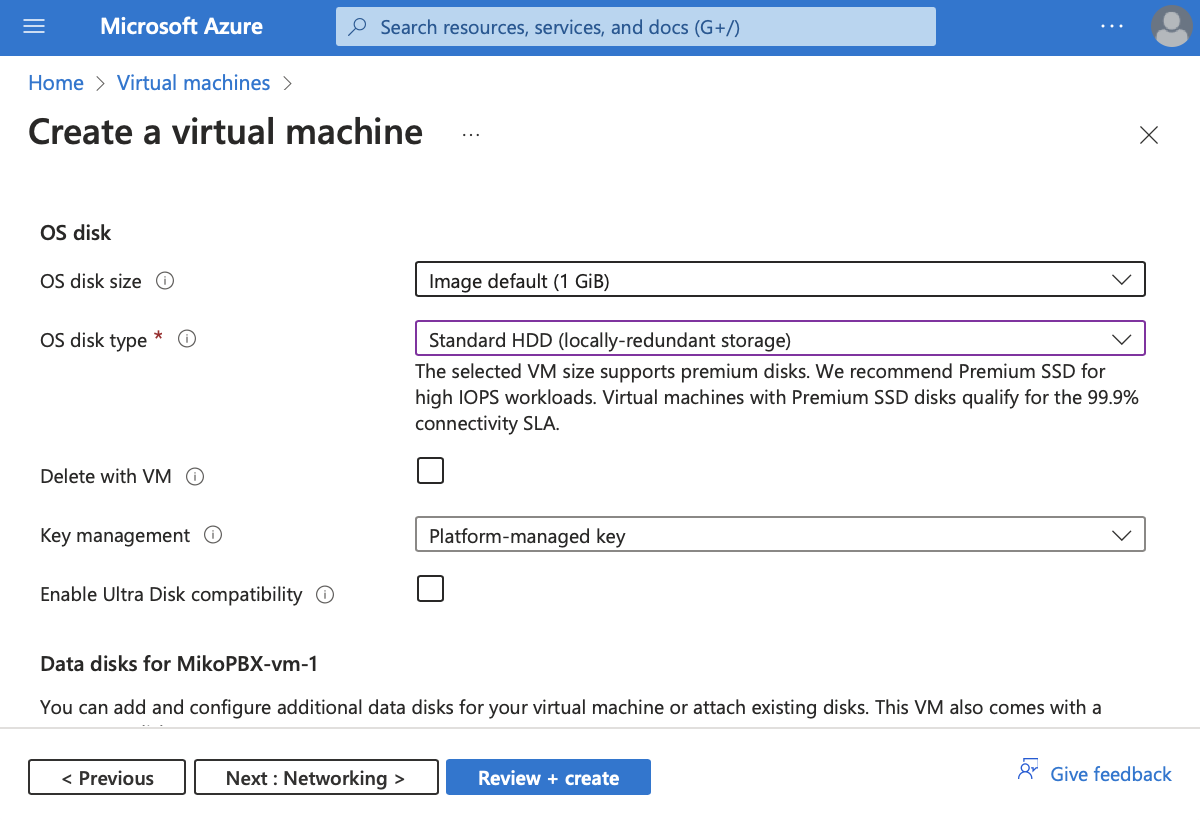 Microsoft Azure
Search resources, services, and docs (G+/)
Home > Virtual machines >
Create a virtual machine ...
OS disk
OS disk size
Image default (1 GiB)
OS disk type *
Standard HDD (locally-redundant storage)
The selected VM size supports premium disks. We recommend Premium SSD for
high IOPS workloads. Virtual machines with Premium SSD disks qualify for the 99.9%
connectivity SLA.
Delete with VM
Key management
Platform-managed key
Enable Ultra Disk compatibility
Data disks for MikoPBX-vm-1
You can add and configure additional data disks for your virtual machine or attach existing disks. This VM also comes with a
< Previous
Next : Networking >
Review + create
Give feedback